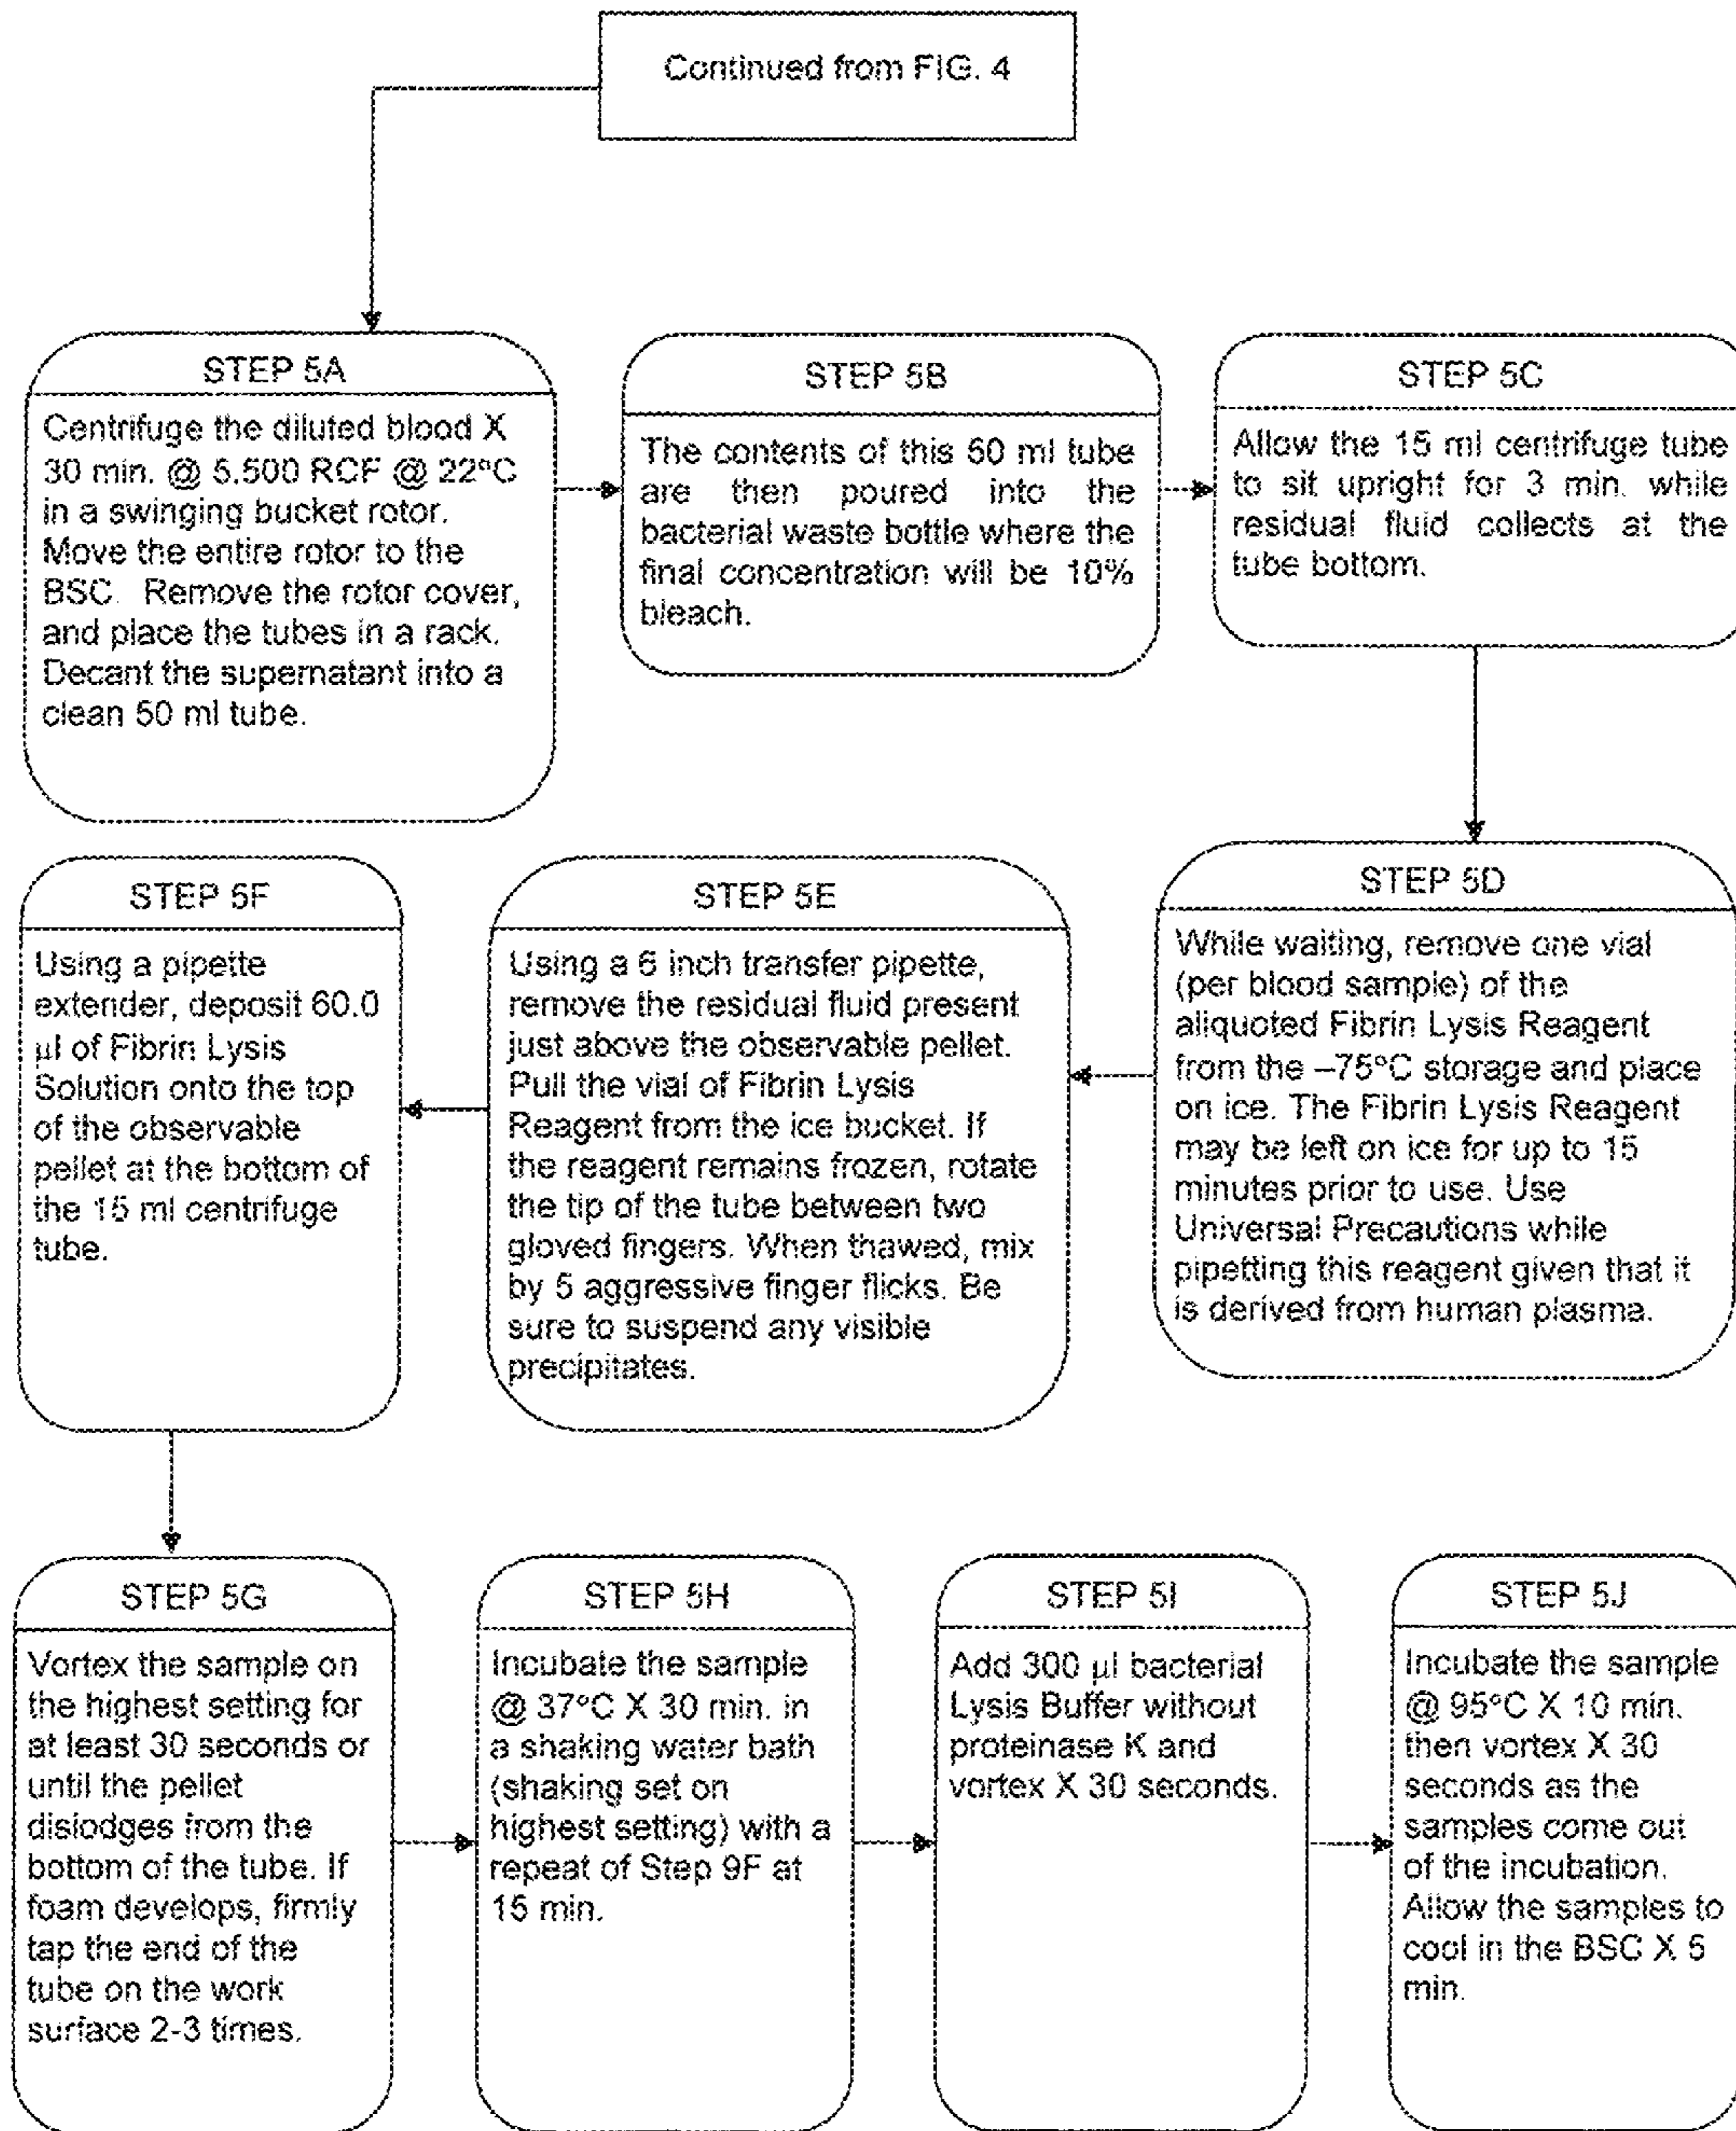 Continued from FIG. 4
STEP 5A
Centrifuge the diluted blood X
30 min. @ 5.500 RCF @ 22°C
in a swinging bucket rotor.
Move the entire rotor to the
BSC. Remove the rotor cover,
and place the tubes in a rack.
Decant the supernatant into a
clean 50 ml tube.
STEP 5B
The contents of this 50 ml tube
are then poured into the
bacterial waste bottle where the
final concentration will be 10%
bleach.
STEP 5C
Allow the 15 ml centrifuge tube
to sit upright for 3 min. while
residual fluid collects at the
tube bottom.
STEP 5D
While waiting, remove one vial
(per blood sample) of the
aliquoted Fibrin Lysis Reagent
from the –75°C storage and place
on ice. The Fibrin Lysis Reagent
may be left on ice for up to 15
minutes prior to use. Use
Universal Precautions while
pipetting this reagent given that it
is derived from human plasma.
STEP 5E
Using a 6 inch transfer pipette,
remove the residual fluid present
just above the observable pellet.
Pull the vial of Fibrin Lysis
Reagent from the ice bucket. If
the reagent remains frozen, rotate
the tip of the tube between two
gloved fingers. When thawed, mix
by 5 aggressive finger flicks. Be
sure to suspend any visible
precipitates.
STEP 5F
Using a pipette
extender, deposit 60.0
µl of Fibrin Lysis
Solution onto the top
of the observable
pellet at the bottom of
the 15 ml centrifuge
tube.
STEP 5G
Vortex the sample on
the highest setting for
at least 30 seconds or
until the pellet
dislodges from the
bottom of the tube. If
foam develops, firmly
tap the end of the
tube on the work
surface 2-3 times.
STEP 5H
Incubate the sample
@ 37°C X 30 min. in
a shaking water bath
(shaking set on
highest setting) with a
repeat of Step 9F at
15 min.
STEP 5I
Add 300 µl bacterial
Lysis Buffer without
proteinase K and
vortex X 30 seconds.
STEP 5J
Incubate the sample
@ 95°C X 10 min.
then vortex X 30
seconds as the
samples come out
of the incubation.
Allow the samples to
cool in the BSC X 5
min.